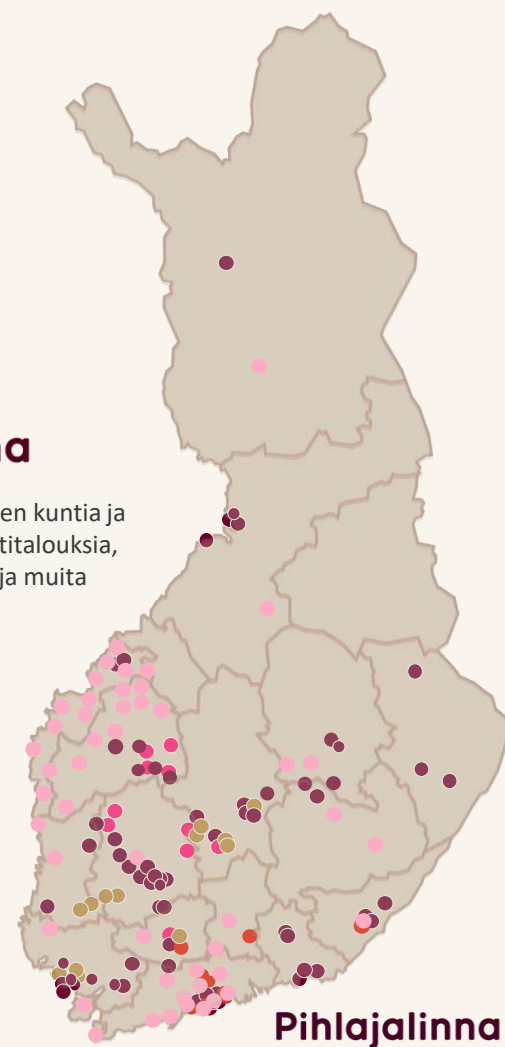 na
en kuntia ja
titalouksia,
ja muita
Pihlajalinna